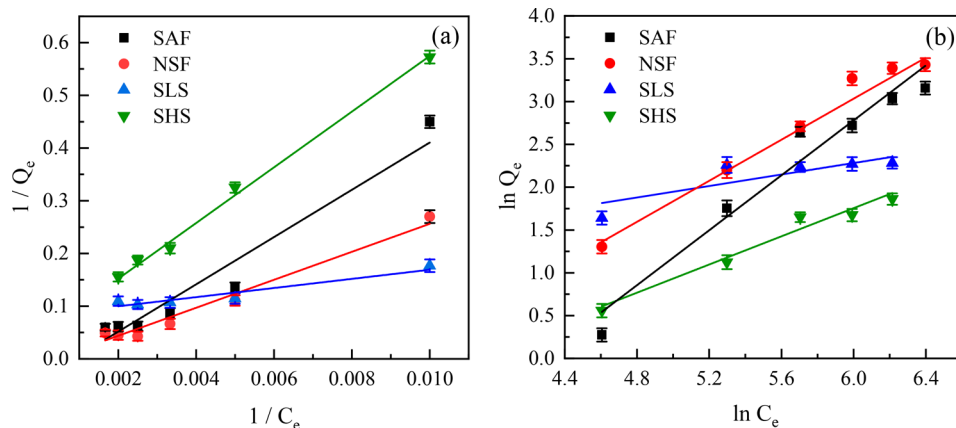 (a)
SAF
NSF
SLS
SHS
1 / Qe
0.6
0.5
0.4
0.3
0.2
0.1
0.0
0.002 0.004 0.006 0.008 0.010
1 / Ce
(b)
SAF
NSF
SLS
SHS
ln Qe
4.0
3.5
3.0
2.5
2.0
1.5
1.0
0.5
0.0
4.4 4.8 5.2 5.6 6.0 6.4
ln Ce